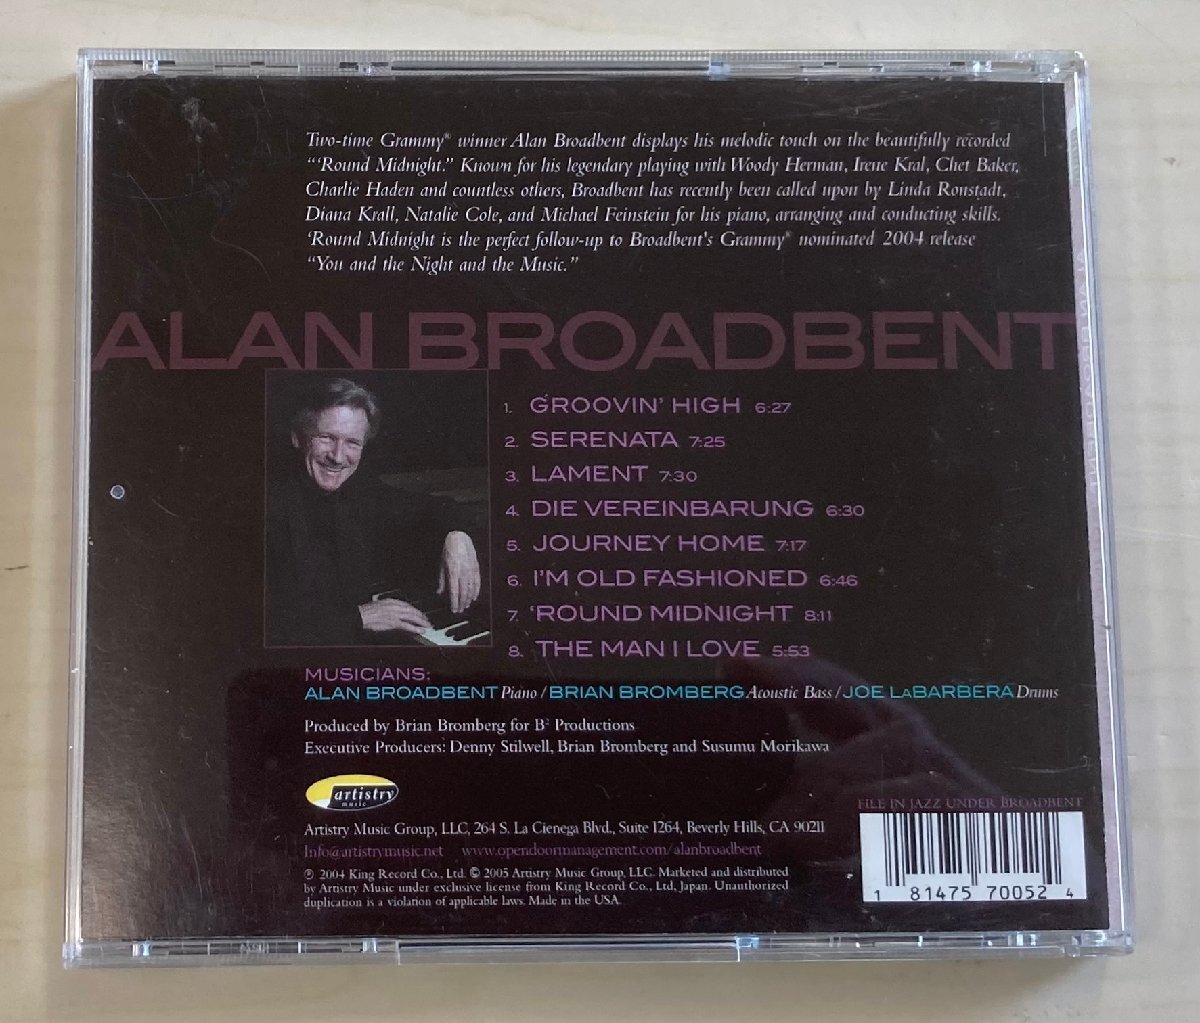 Two-time Grammy® winner Alan Broadbent displays his melodic touch on the beautifully recorded
“‘Round Midnight.” Known for his legendary playing with Woody Herman, Irene Kral, Chet Baker,
Charlie Haden and countless others, Broadbent has recently been called upon by Linda Ronstadt,
Diana Krall, Natalie Cole, and Michael Feinstein for his piano, arranging and conducting skills.
‘Round Midnight is the perfect follow-up to Broadbent's Grammy® nominated 2004 release
“You and the Night and the Music.”
ALAN BROADBENT
1. GROOVIN' HIGH 6:27
2. SERENATA 7:25
3. LAMENT 7:30
4. DIE VEREINBARUNG 6:30
5. JOURNEY HOME 7:17
6. I'M OLD FASHIONED 6:46
7. ‘ROUND MIDNIGHT 8:11
8. THE MAN I LOVE 5:53
MUSICIANS:
ALAN BROADBENT Piano / BRIAN BROMBERG Acoustic Bass / JOE LaBARBERA Drums
Produced by Brian Bromberg for B² Productions
Executive Producers: Denny Stilwell, Brian Bromberg and Susumu Morikawa
artistry
music
Artistry Music Group, LLC, 264 S. La Cienega Blvd., Suite 1264, Beverly Hills, CA 90211
Info@artistrymusic.net www.opendoormanagement.com/alanbroadbent
℗ 2004 King Record Co., Ltd. © 2005 Artistry Music Group, LLC. Marketed and distributed
by Artistry Music under exclusive license from King Record Co., Ltd, Japan. Unauthorized
duplication is a violation of applicable laws. Made in the USA.
FILE IN JAZZ UNDER BROADBENT
1 81475 70052 4